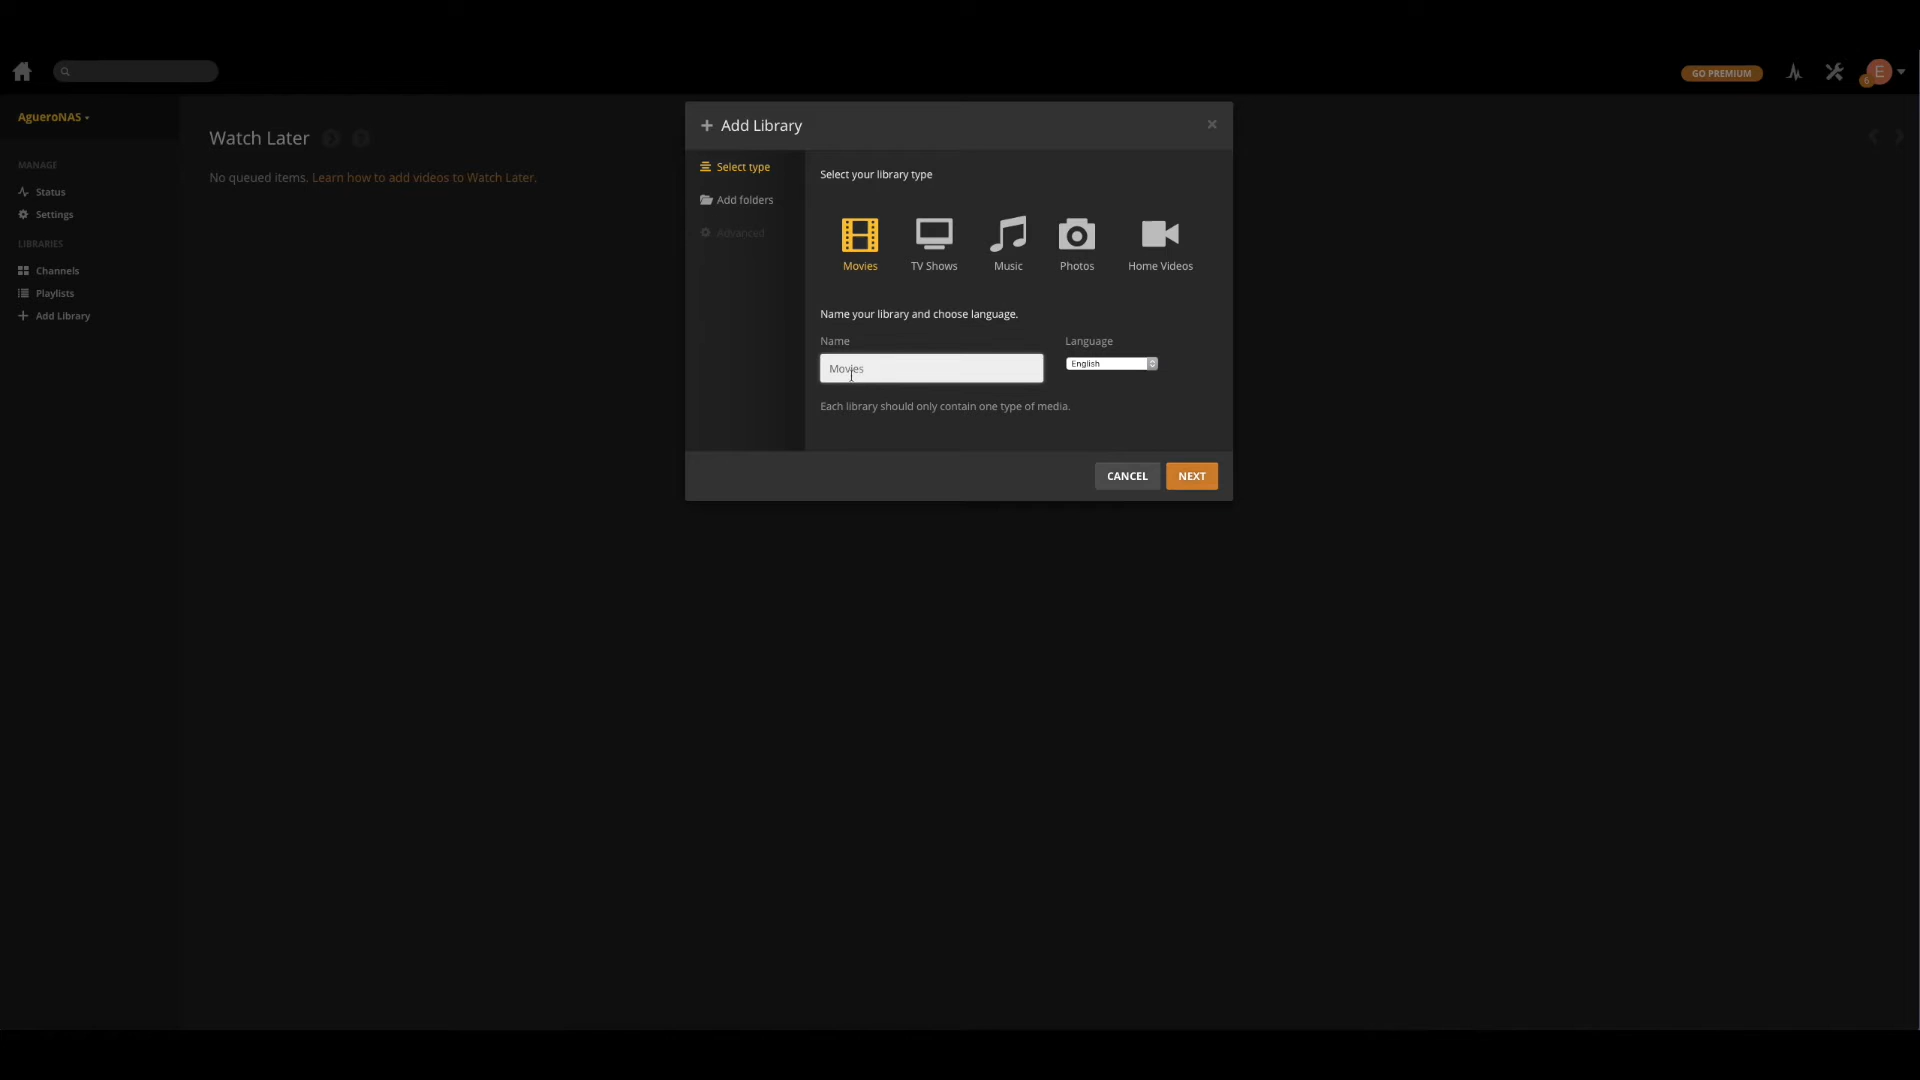 GO PREMIUM
E
6
AgueroNAS
MANAGE
Status
Settings
LIBRARIES
Channels
Playlists
Add Library
Watch Later
No queued items. Learn how to add videos to Watch Later.
Add Library
Select type
Add folders
Advanced
Select your library type
Movies
TV Shows
Music
Photos
Home Videos
Name your library and choose language.
Name
Language
Movies
English
Each library should only contain one type of media.
CANCEL
NEXT